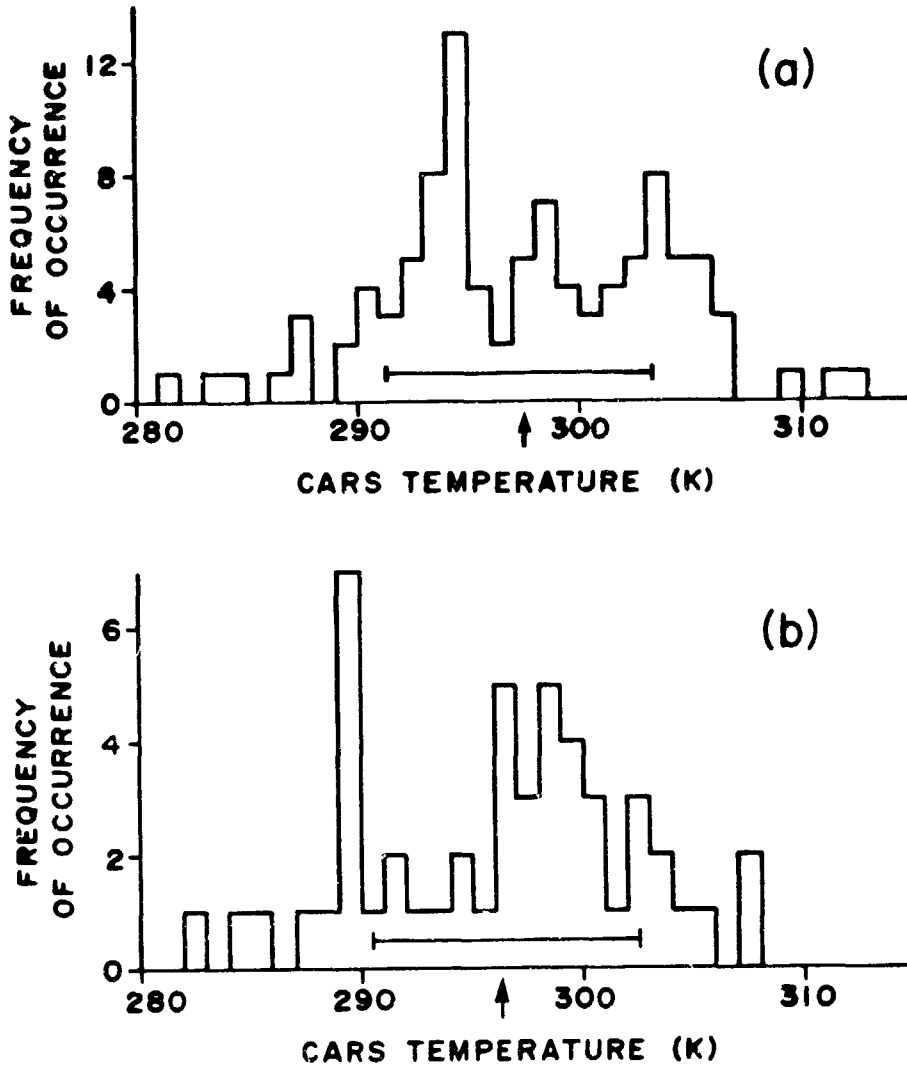 (a)
FREQUENCY
OF OCCURRENCE
12
8
4
0
280 290 300 310
CARS TEMPERATURE (K)
(b)
FREQUENCY
OF OCCURRENCE
6
4
2
0
280 290 300 310
CARS TEMPERATURE (K)